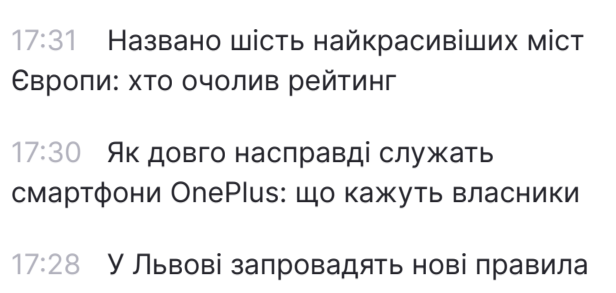 17:31 Названо шість найкрасивіших міст
Європи: хто очолив рейтинг
17:30 Як довго насправді служать
смартфони OnePlus: що кажуть власники
17:28 У Львові запровадять нові правила